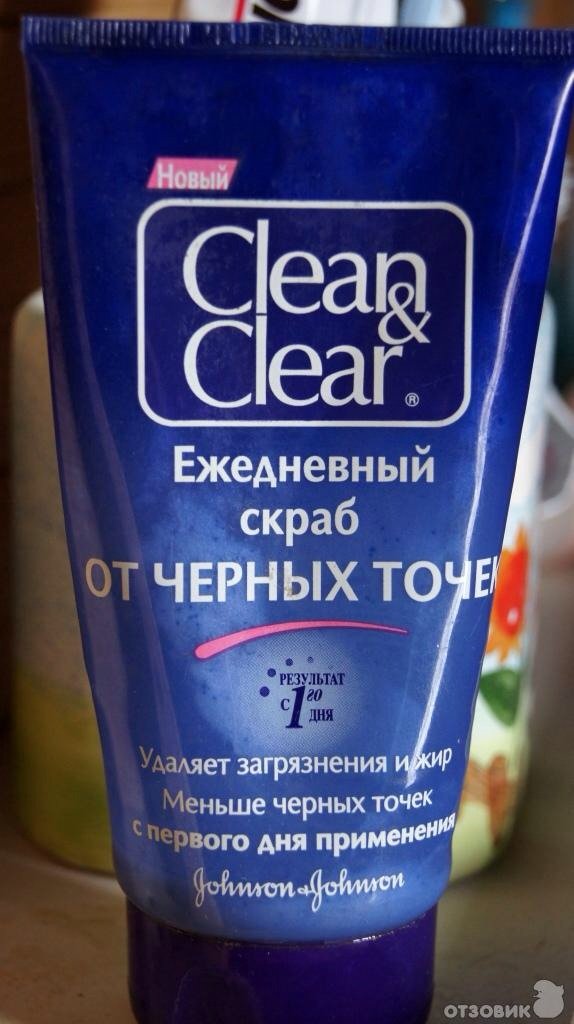 Новый
Clean
&
Clear®
Ежедневный
скраб
ОТ ЧЕРНЫХ ТОЧЕК
РЕЗУЛЬТАТ
С 1го
ДНЯ
Удаляет загрязнения и жир
Меньше черных точек
с первого дня применения
Johnson & Johnson
ОТЗОВИК